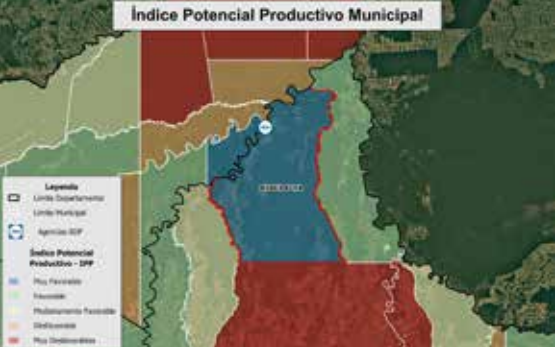 Índice Potencial Productivo Municipal
Leyenda
Límite Departamental
Límite Municipal
Agencias BDP
Índice Potencial
Productivo - IPP
Muy Favorable
Favorable
Medianamente Favorable
Desfavorable
Muy Desfavorable